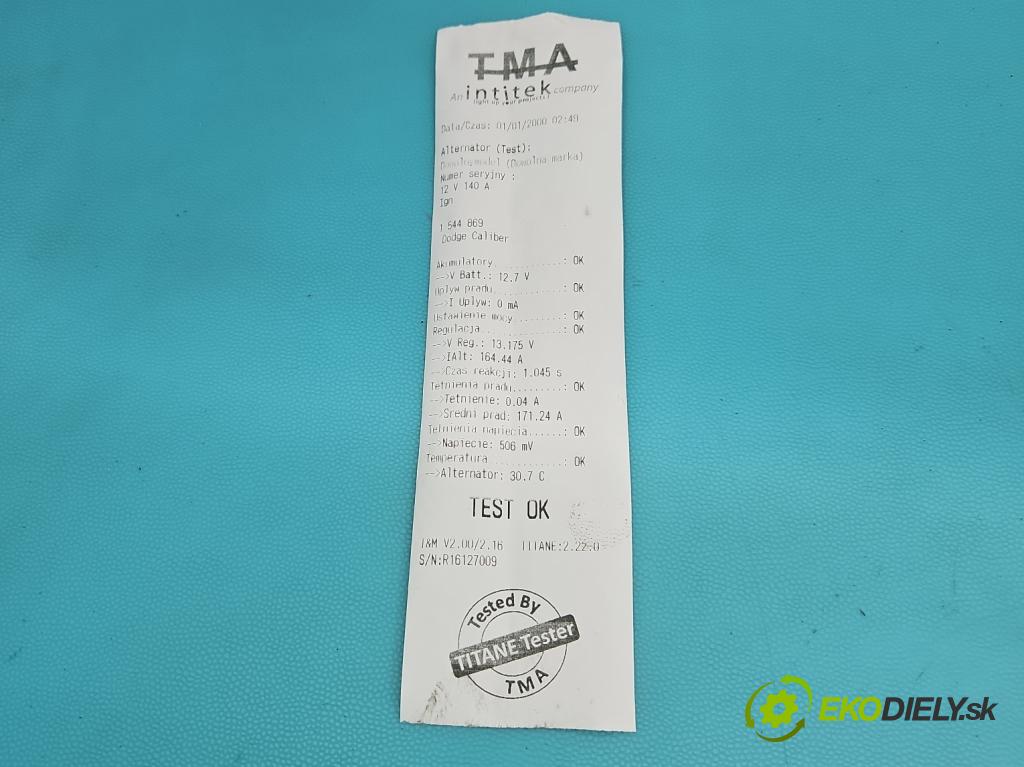 TMA
An intitek company
light up your projects!
Data/Czas: 01/01/2000 02:49
Alternator (Test):
Dowolny model (Dowolna marka)
Numer seryjny :
12 V 140 A
Ign
1 544 869
Dodge Caliber
Akumulatory..............: OK
-->V Batt.: 12.7 V
Uplyw pradu..............: OK
-->I Uplyw: 0 mA
Ustawienie mocy..........: OK
Regulacja................: OK
-->V Reg.: 13.175 V
-->IAlt: 164.44 A
-->Czas reakcji: 1.045 s
Tetnienia pradu..........: OK
-->Tetnienie: 0.04 A
-->Sredni prad: 171.24 A
Tetnienia napiecia.......: OK
-->Napiecie: 506 mV
Temperatura..............: OK
-->Alternator: 30.7 C
TEST OK
T&M V2.00/2.16 TITANE:2.22.0
S/N:R16127009
Tested By
TITANE Tester
TMA
EKODIELY.sk